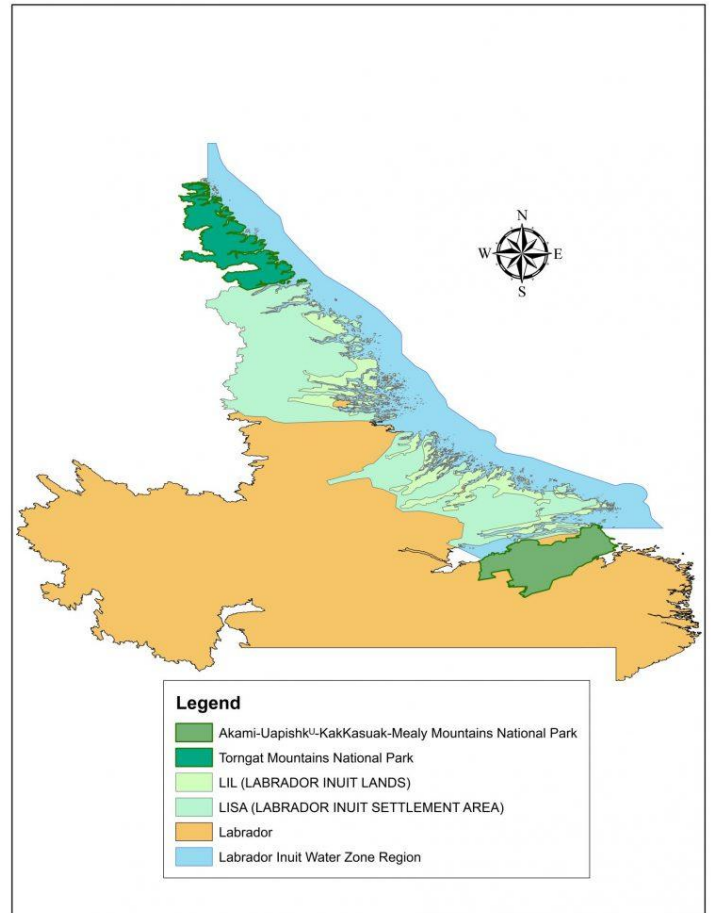 N
W E
S
Legend
Akami-Uapishkᵁ-KakKasuak-Mealy Mountains National Park
Torngat Mountains National Park
LIL (LABRADOR INUIT LANDS)
LISA (LABRADOR INUIT SETTLEMENT AREA)
Labrador
Labrador Inuit Water Zone Region